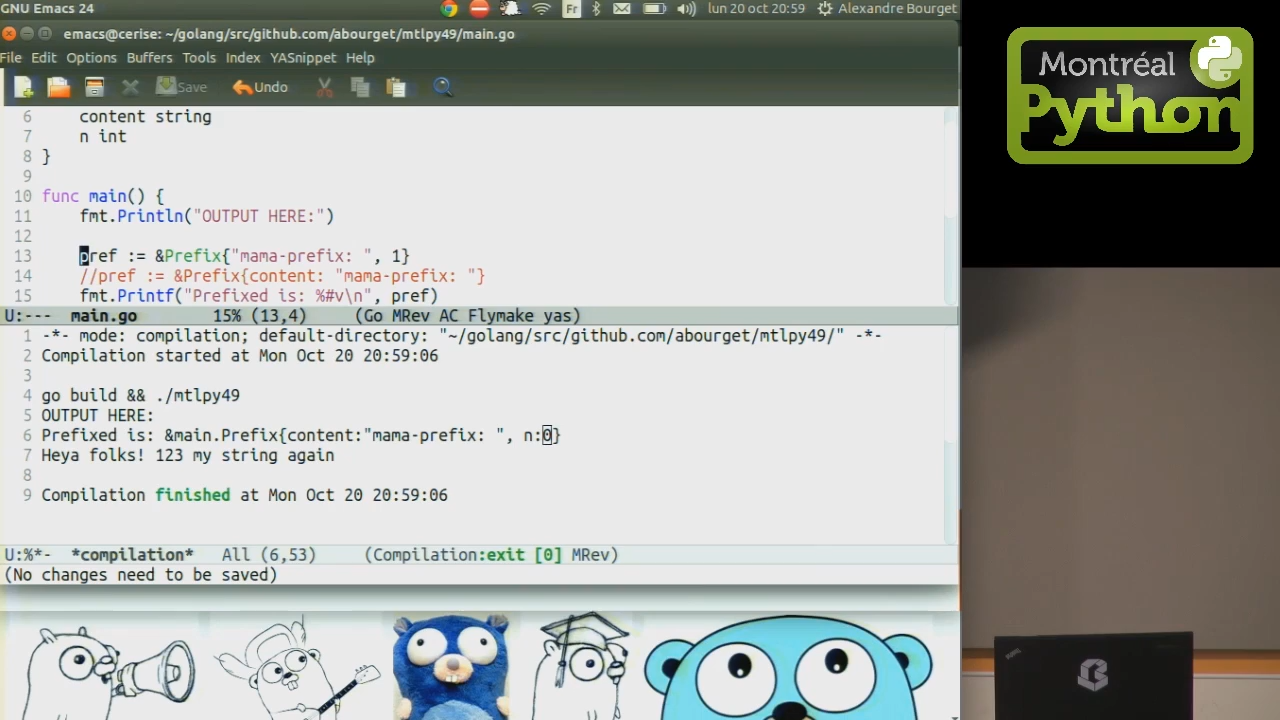 GNU Emacs 24
Fr
lun 20 oct 20:59
Alexandre Bourget
emacs@cerise: ~/golang/src/github.com/abourget/mtlpy49/main.go
File Edit Options Buffers Tools Index YASnippet Help
Save
Undo
6 content string
7 n int
8 }
9
10 func main() {
11 fmt.Println("OUTPUT HERE:")
12
13 pref := &Prefix{"mama-prefix: ", 1}
14 //pref := &Prefix{content: "mama-prefix: "}
15 fmt.Printf("Prefixed is: %#v\n", pref)
U:--- main.go 15% (13,4) (Go MRev AC Flymake yas)
1 -*- mode: compilation; default-directory: "~/golang/src/github.com/abourget/mtlpy49/" -*-
2 Compilation started at Mon Oct 20 20:59:06
3
4 go build && ./mtlpy49
5 OUTPUT HERE:
6 Prefixed is: &main.Prefix{content:"mama-prefix: ", n:0}
7 Heya folks! 123 my string again
8
9 Compilation finished at Mon Oct 20 20:59:06
U:%*- *compilation* All (6,53) (Compilation:exit [0] MRev)
(No changes need to be saved)
Montréal
Python